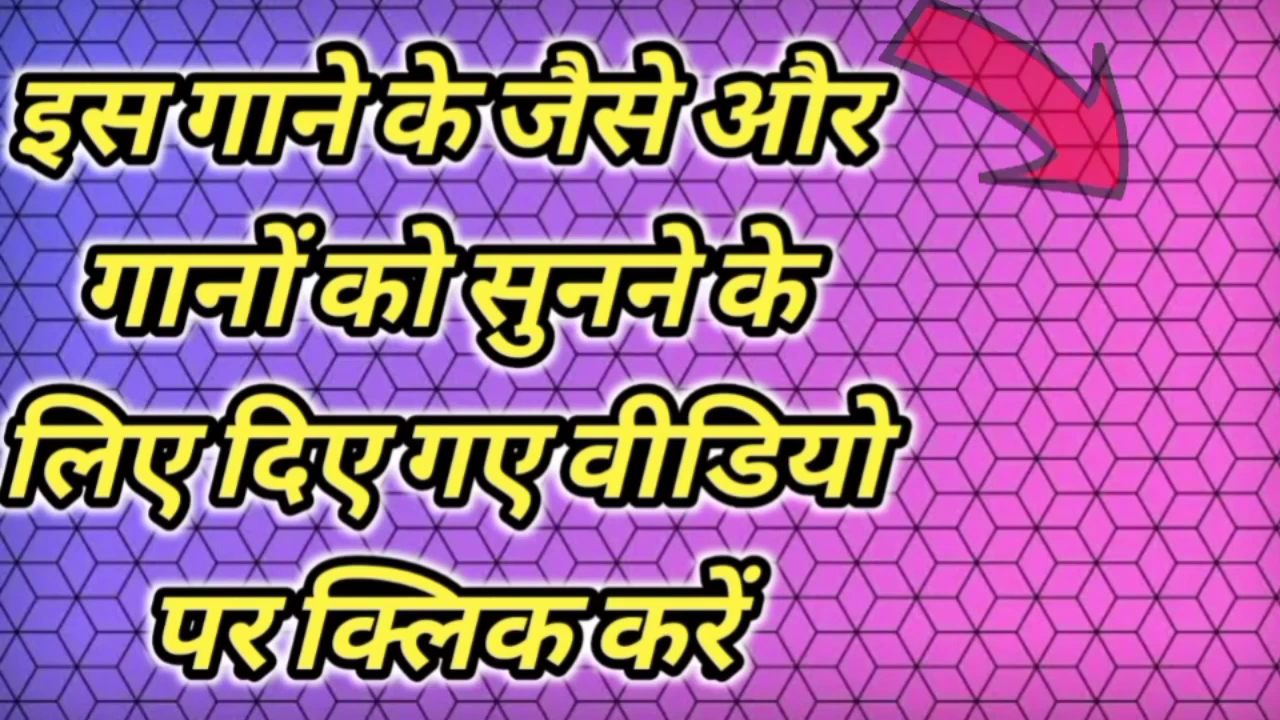 इस गाने के जैसे और
गानों को सुनने के
लिए दिए गए वीडियो
पर क्लिक करें